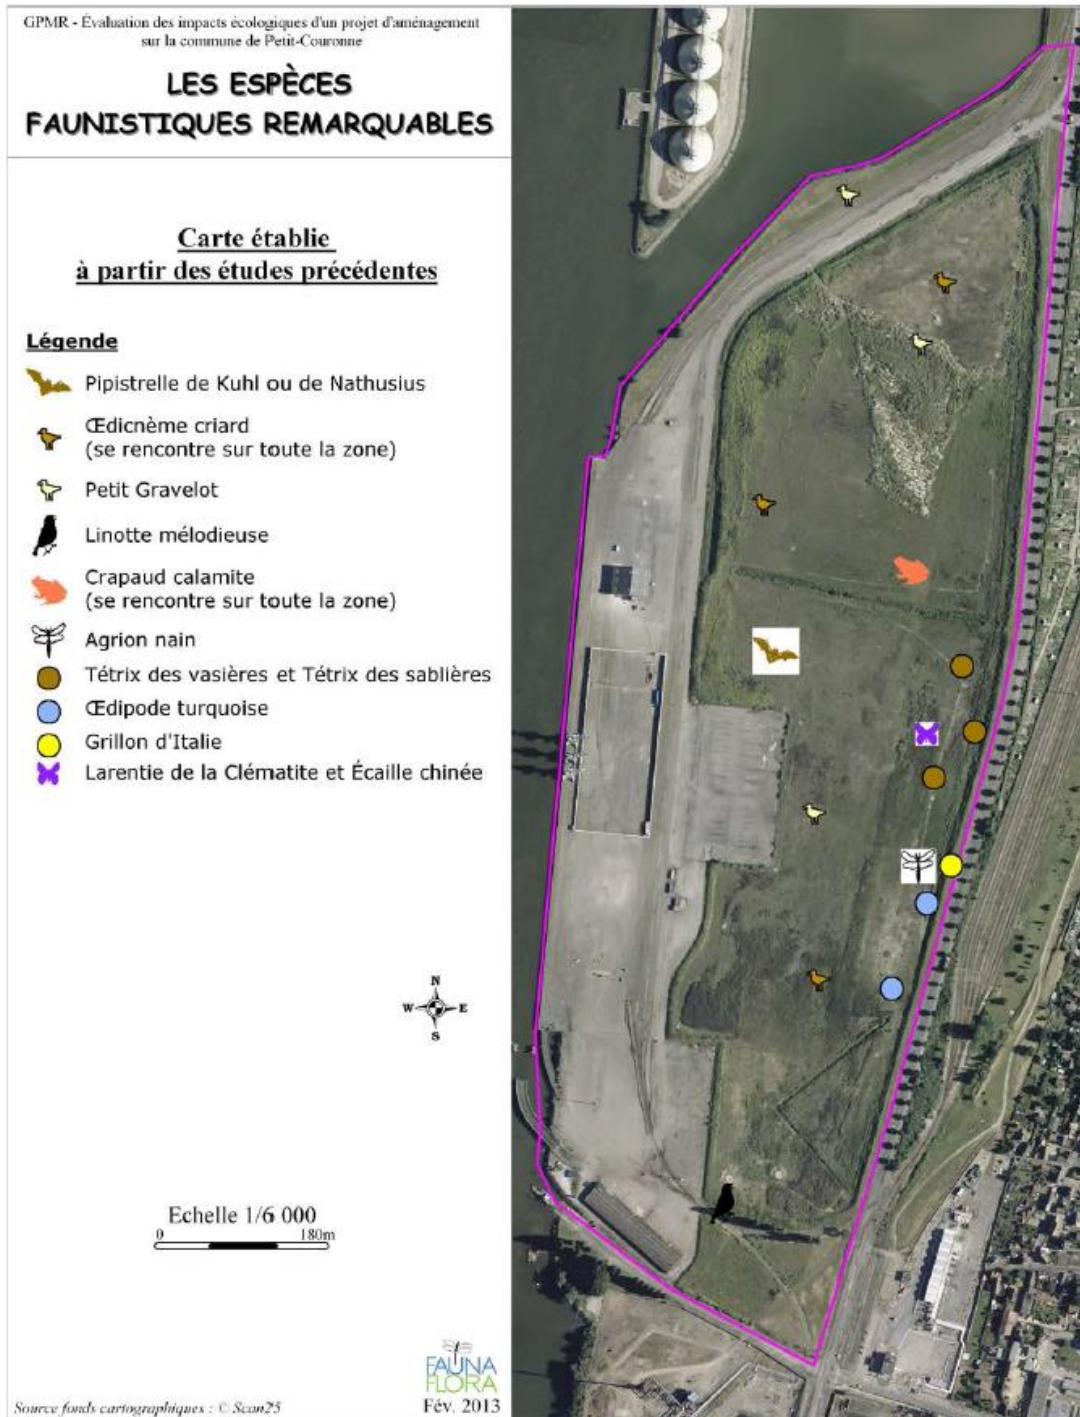 GPMR - Évaluation des impacts écologiques d'un projet d'aménagement
sur la commune de Petit-Couronne
LES ESPÈCES
FAUNISTIQUES REMARQUABLES
Carte établie
à partir des études précédentes
Légende
Pipistrelle de Kuhl ou de Nathusius
Œdicnème criard
(se rencontre sur toute la zone)
Petit Gravelot
Linotte mélodieuse
Crapaud calamite
(se rencontre sur toute la zone)
Agrion nain
Tétrix des vasières et Tétrix des sablières
Œdipode turquoise
Grillon d'Italie
Larentie de la Clématite et Écaille chinée
N
W E
S
Echelle 1/6 000
0 180m
FAUNA
FLORA
Fév. 2013
Source fonds cartographiques : © Scan25